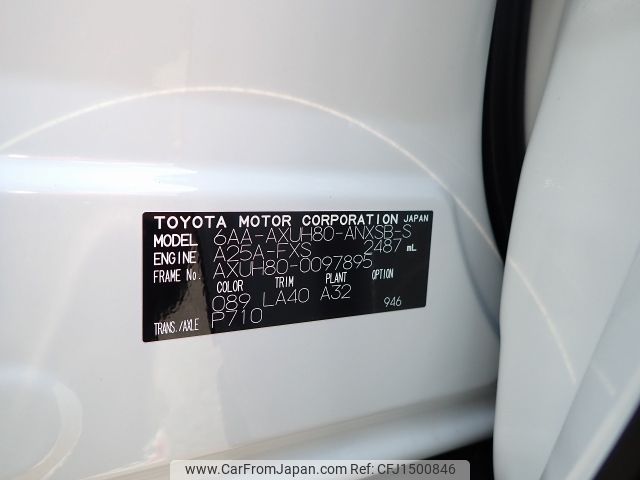 TOYOTA MOTOR CORPORATION JAPAN
MODEL 6AA-AXUH80-ANXSB-S
ENGINE A25A-FXS 2487 mL
FRAME No. AXUH80-0097895
COLOR TRIM PLANT OPTION
089 LA40 A32
TRANS./AXLE P710 946
www.CarFromJapan.com CFJ1500846